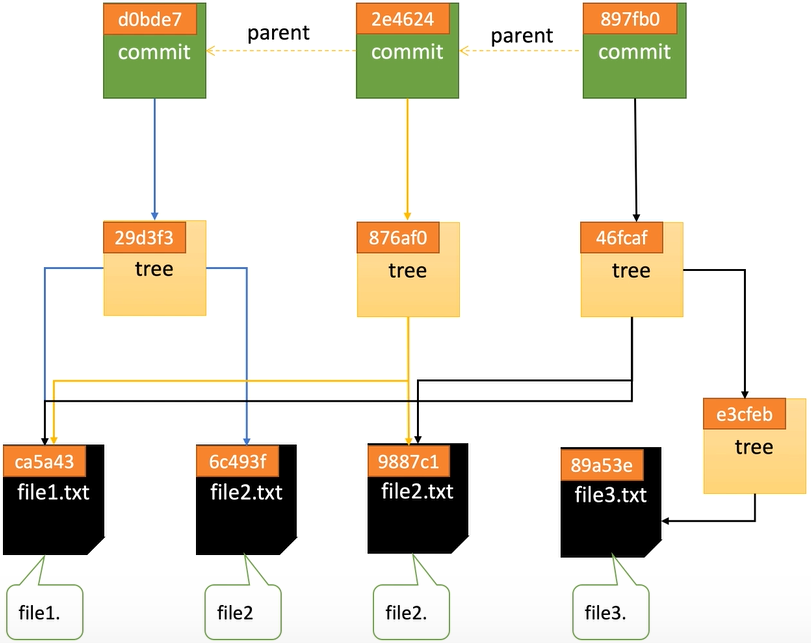 d0bde7
commit
parent
2e4624
commit
parent
897fb0
commit
29d3f3
tree
876af0
tree
46fcaf
tree
e3cfeb
tree
ca5a43
file1.txt
6c493f
file2.txt
9887c1
file2.txt
89a53e
file3.txt
file1.
file2
file2.
file3.